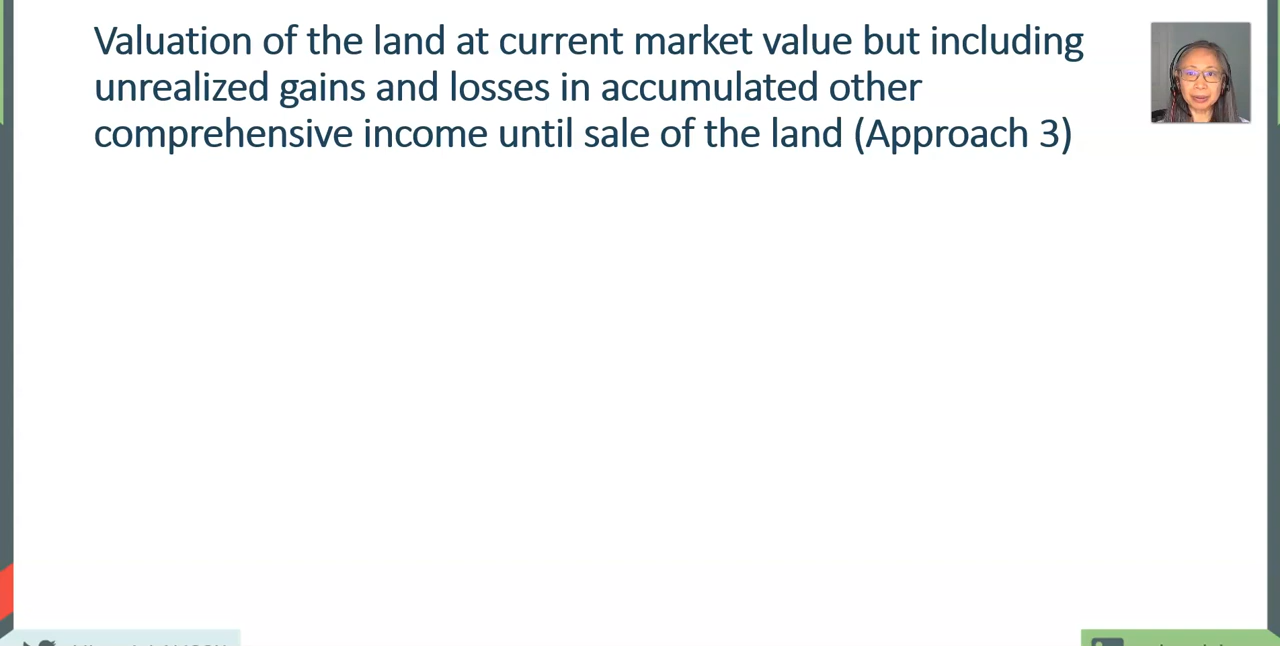 Valuation of the land at current market value but including
unrealized gains and losses in accumulated other
comprehensive income until sale of the land (Approach 3)